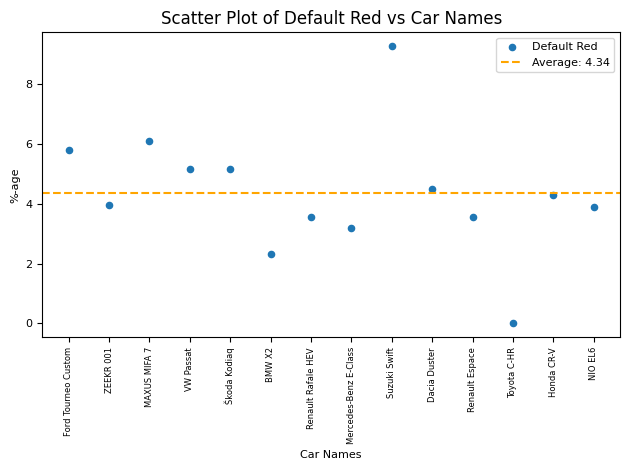 Scatter Plot of Default Red vs Car Names
Default Red
Average: 4.34
%-age
8
6
4
2
0
Ford Tourneo Custom
ZEEKR 001
MAXUS MIFA 7
VW Passat
Škoda Kodiaq
BMW X2
Renault Rafale HEV
Mercedes-Benz E-Class
Suzuki Swift
Dacia Duster
Renault Espace
Toyota C-HR
Honda CR-V
NIO EL6
Car Names